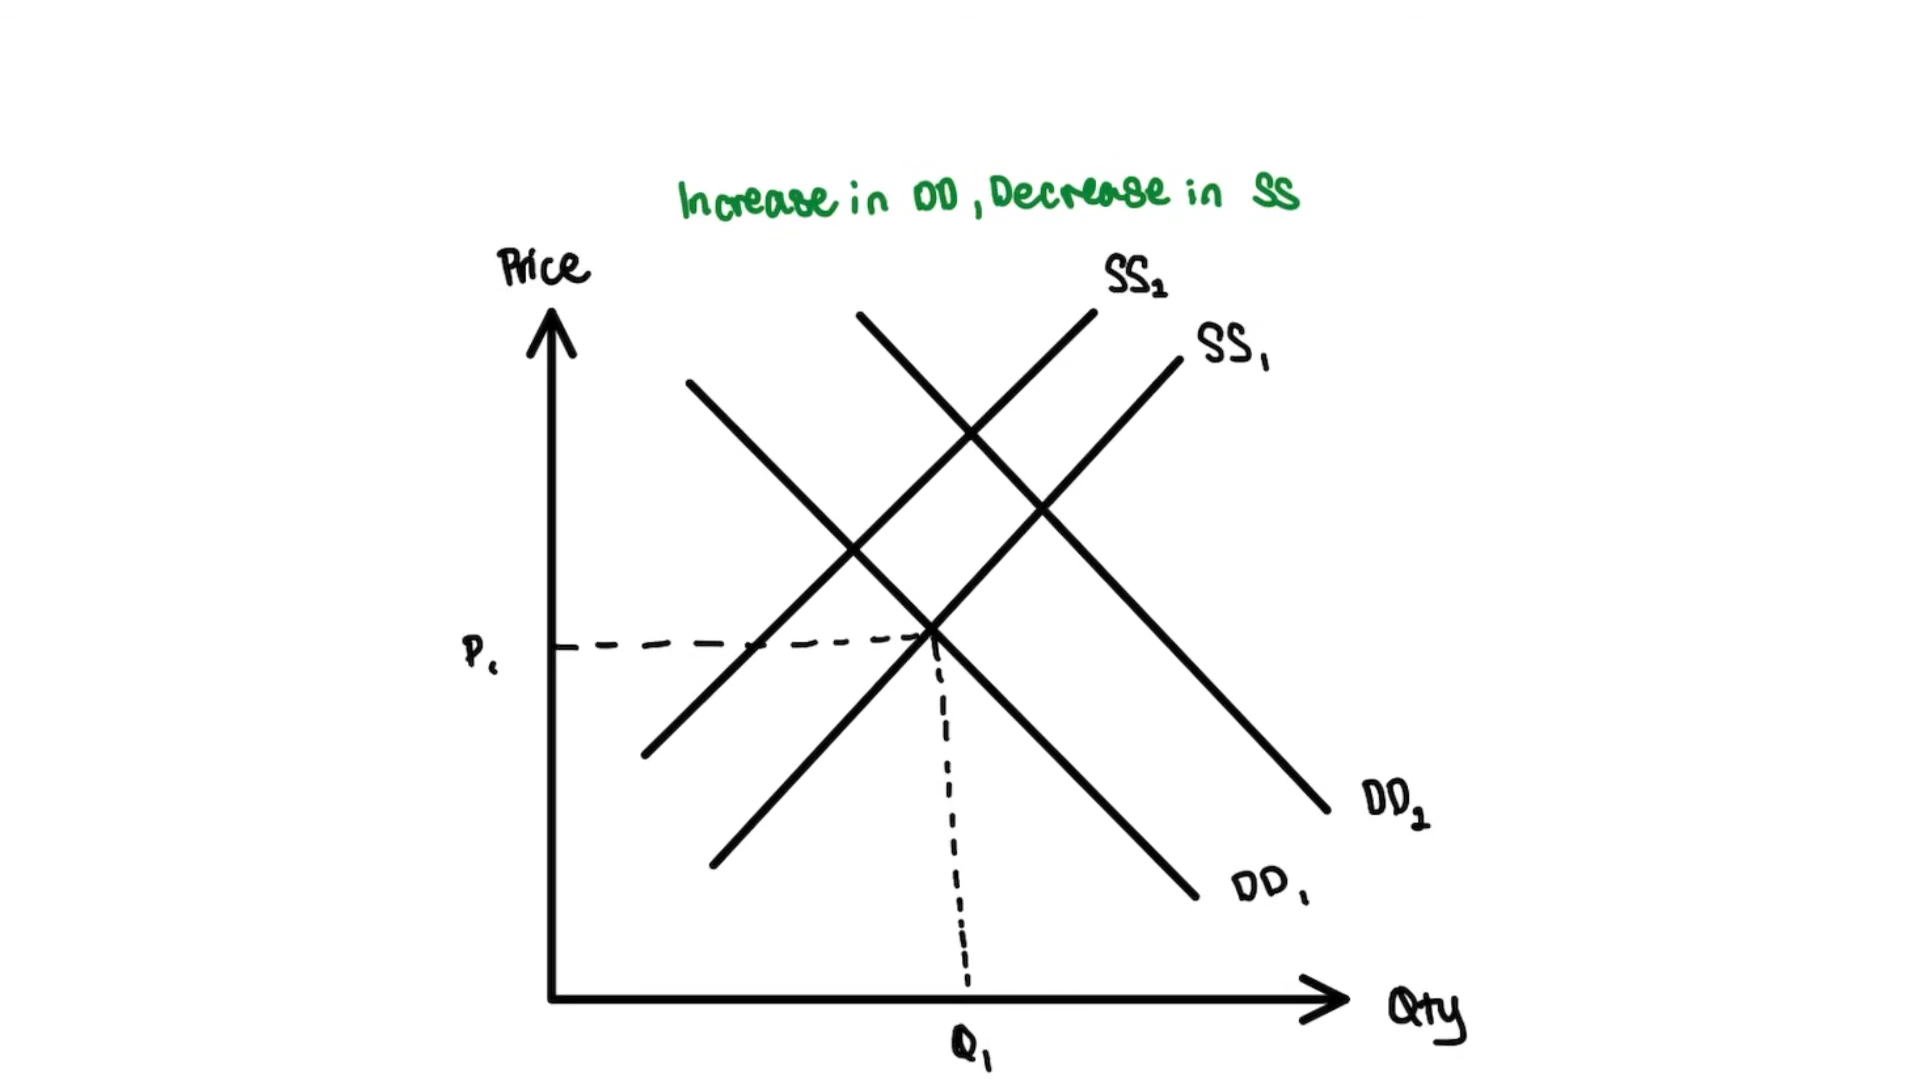 Increase in DD, Decrease in SS
Price
SS₂
SS₁
P₁
DD₂
DD₁
Qty
Q₁